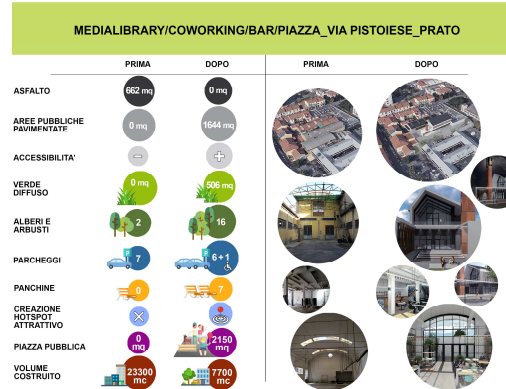 MEDIALIBRARY/COWORKING/BAR/PIAZZA_VIA PISTOIESE_PRATO
PRIMA DOPO PRIMA DOPO
ASFALTO 662 mq 0 mq
AREE PUBBLICHE
PAVIMENTATE 0 mq 1644 mq
ACCESSIBILITA' − +
VERDE
DIFFUSO 0 mq 506 mq
ALBERI E
ARBUSTI 2 16
PARCHEGGI 7 6+1
PANCHINE 0 7
CREAZIONE
HOTSPOT
ATTRATTIVO
PIAZZA PUBBLICA 0 mq 2150 mq
VOLUME
COSTRUITO 23300 mc 7700 mc